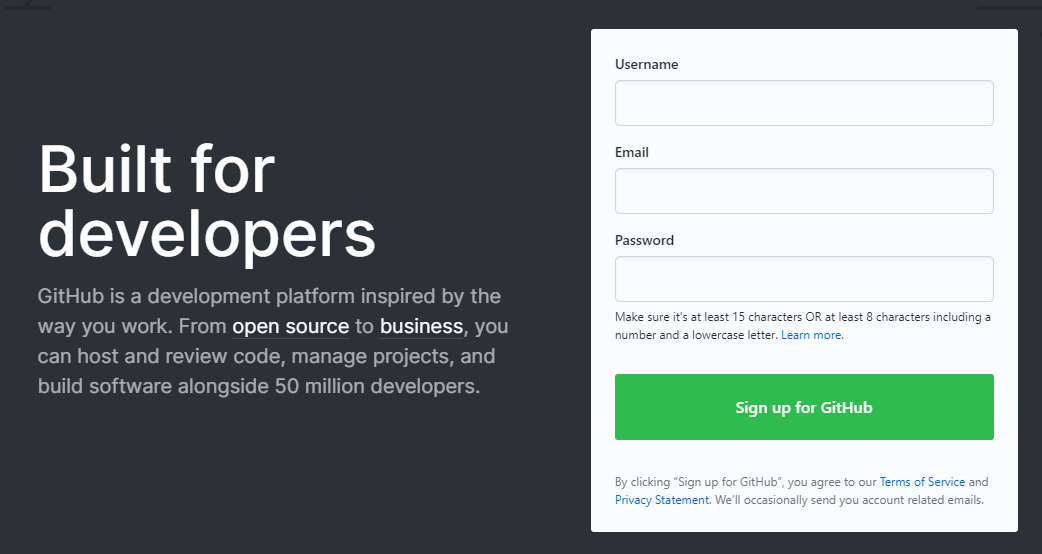 Built for
developers
GitHub is a development platform inspired by the
way you work. From open source to business, you
can host and review code, manage projects, and
build software alongside 50 million developers.
Username
Email
Password
Make sure it's at least 15 characters OR at least 8 characters including a
number and a lowercase letter. Learn more.
Sign up for GitHub
By clicking “Sign up for GitHub”, you agree to our Terms of Service and
Privacy Statement. We’ll occasionally send you account related emails.